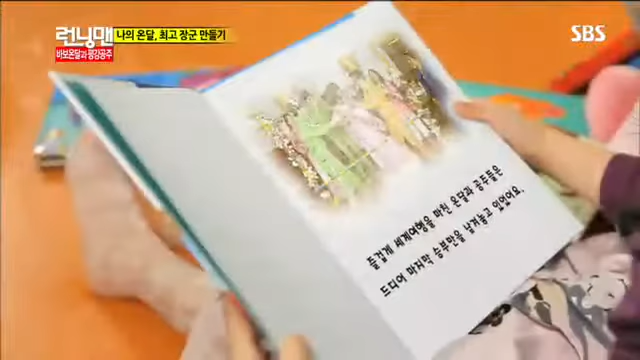 런닝맨
바보온달과 평강공주
나의 온달, 최고 장군 만들기
SBS
즐겁게 세계여행을 마친 온달과 공주들은
드디어 마지막 승부만을 남겨놓고 있었어요.
SBS